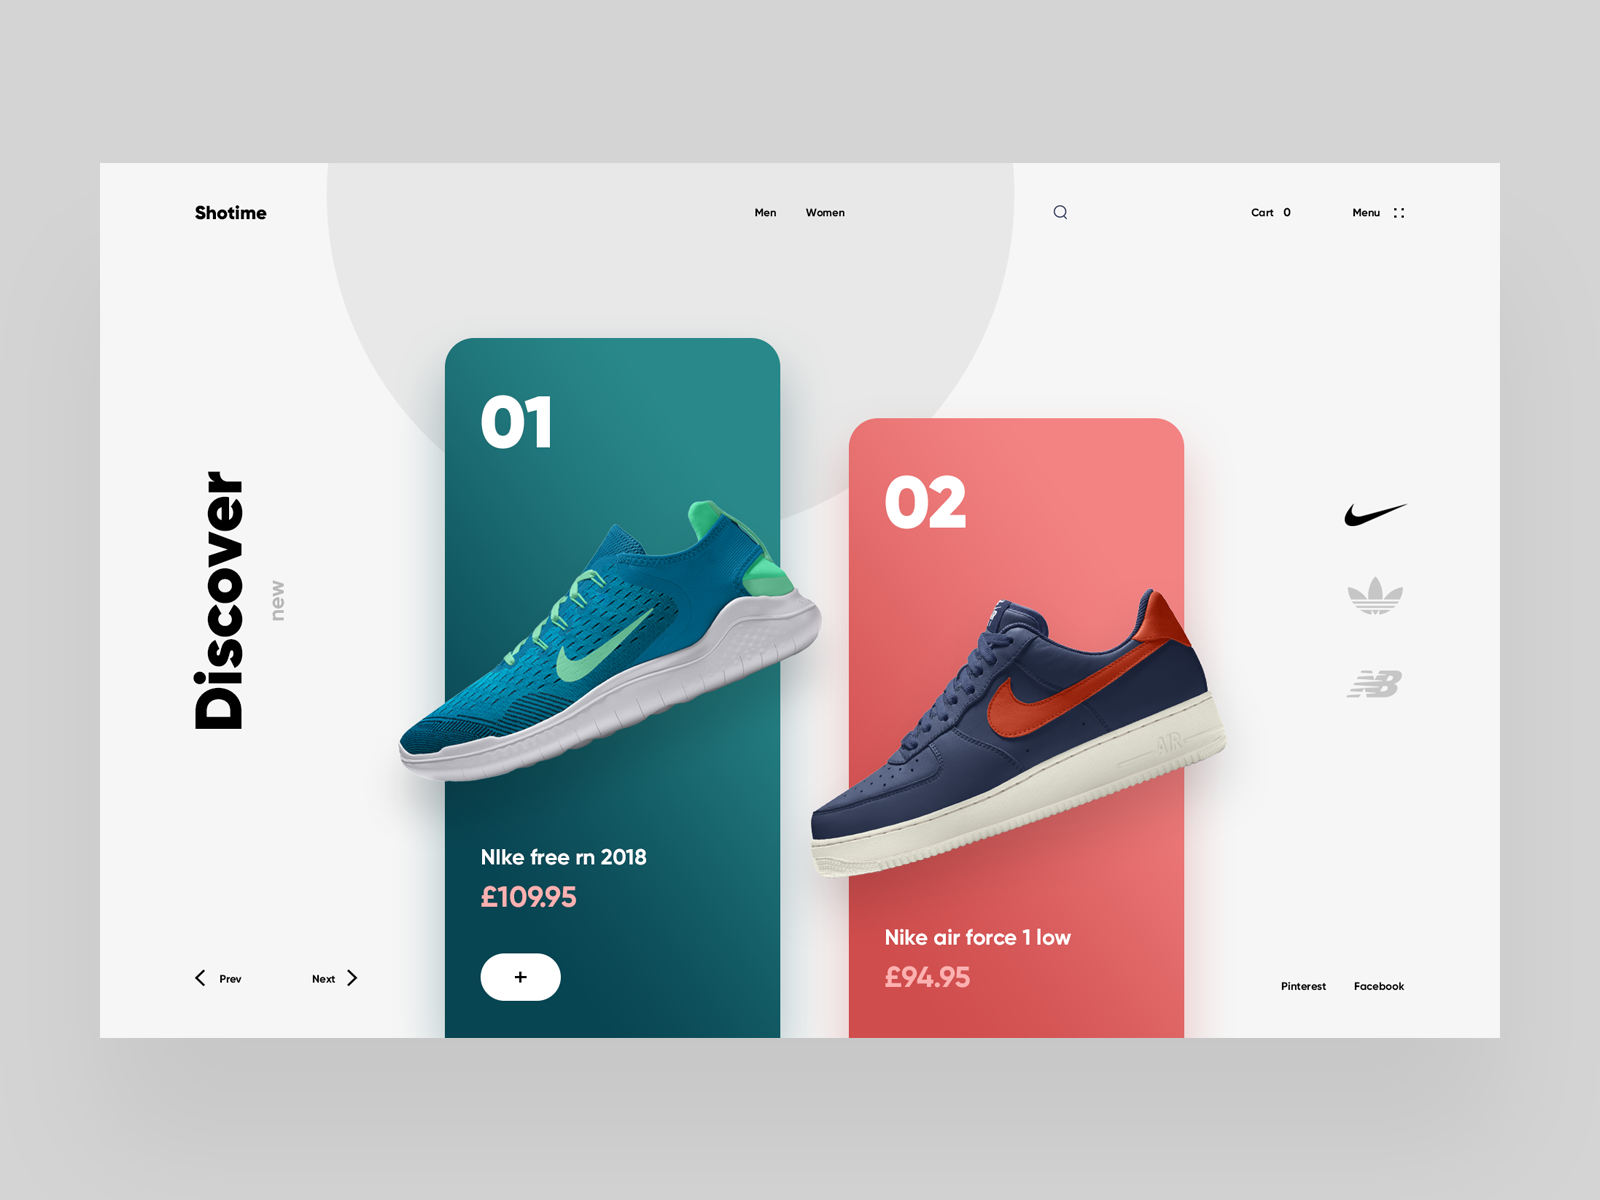 Shotime
Men
Women
Cart 0
Menu
01
02
Discover
new
AIR
NIke free rn 2018
£109.95
+
Nike air force 1 low
£94.95
Prev
Next
Pinterest
Facebook
NB